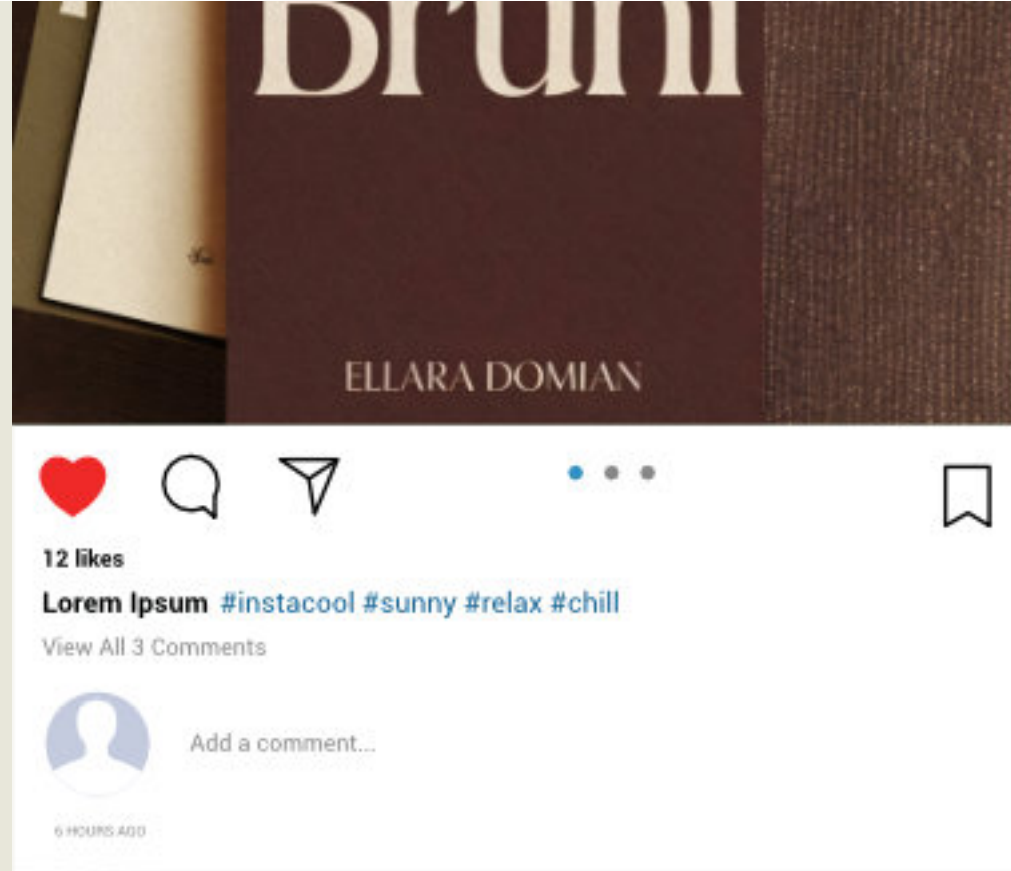 Bruni
ELLARA DOMIAN
12 likes
Lorem Ipsum #instacool #sunny #relax #chill
View All 3 Comments
Add a comment...
6 HOURS AGO